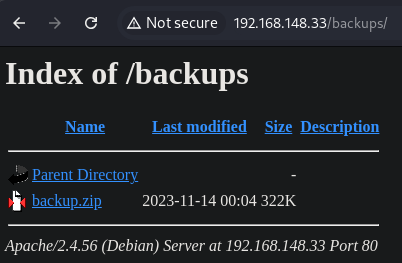 Not secure 192.168.148.33/backups/
Index of /backups
Name Last modified Size Description
Parent Directory -
backup.zip 2023-11-14 00:04 322K
Apache/2.4.56 (Debian) Server at 192.168.148.33 Port 80